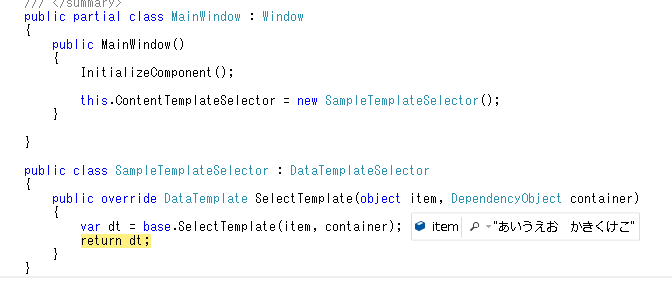 /// </summary>
public partial class MainWindow : Window
{
    public MainWindow()
    {
        InitializeComponent();

        this.ContentTemplateSelector = new SampleTemplateSelector();
    }

}

public class SampleTemplateSelector : DataTemplateSelector
{
    public override DataTemplate SelectTemplate(object item, DependencyObject container)
    {
        var dt = base.SelectTemplate(item, container); item "あいうえお　かきくけこ"
        return dt;
    }
}